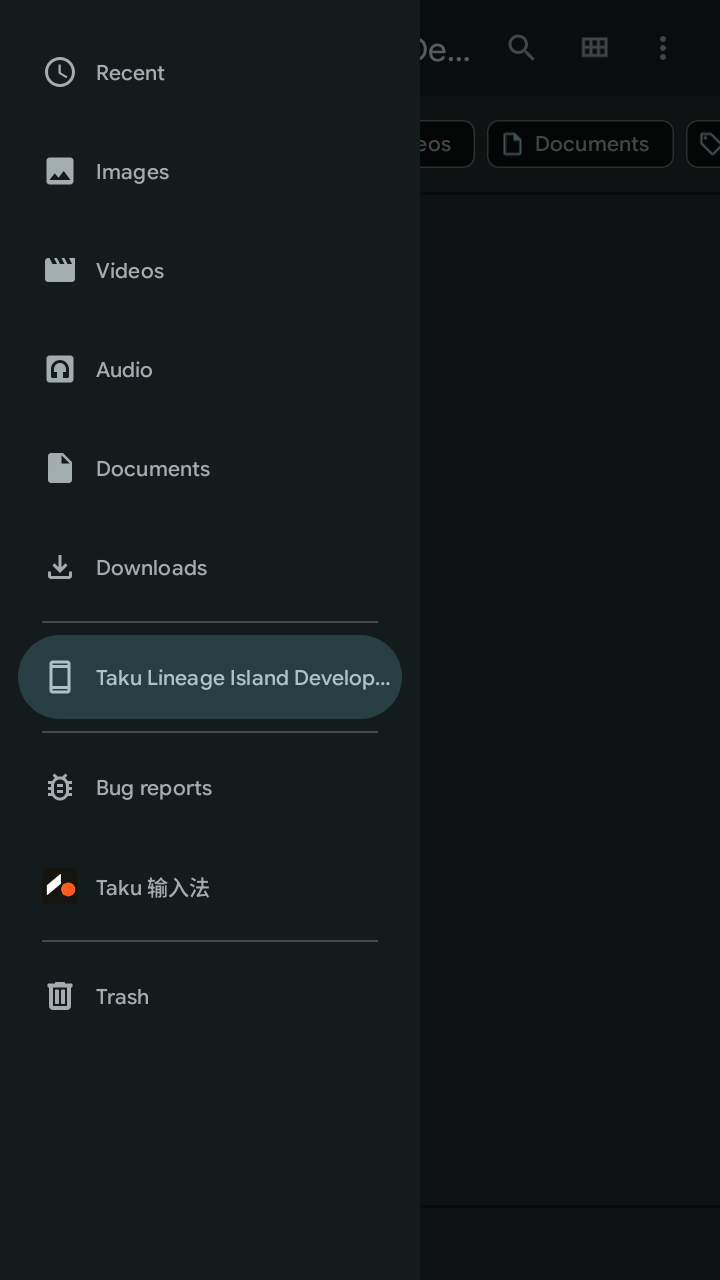 Recent
Images
Videos
Audio
Documents
Downloads
Taku Lineage Island Develop...
Bug reports
Taku 输入法
Trash
De...
eos
Documents